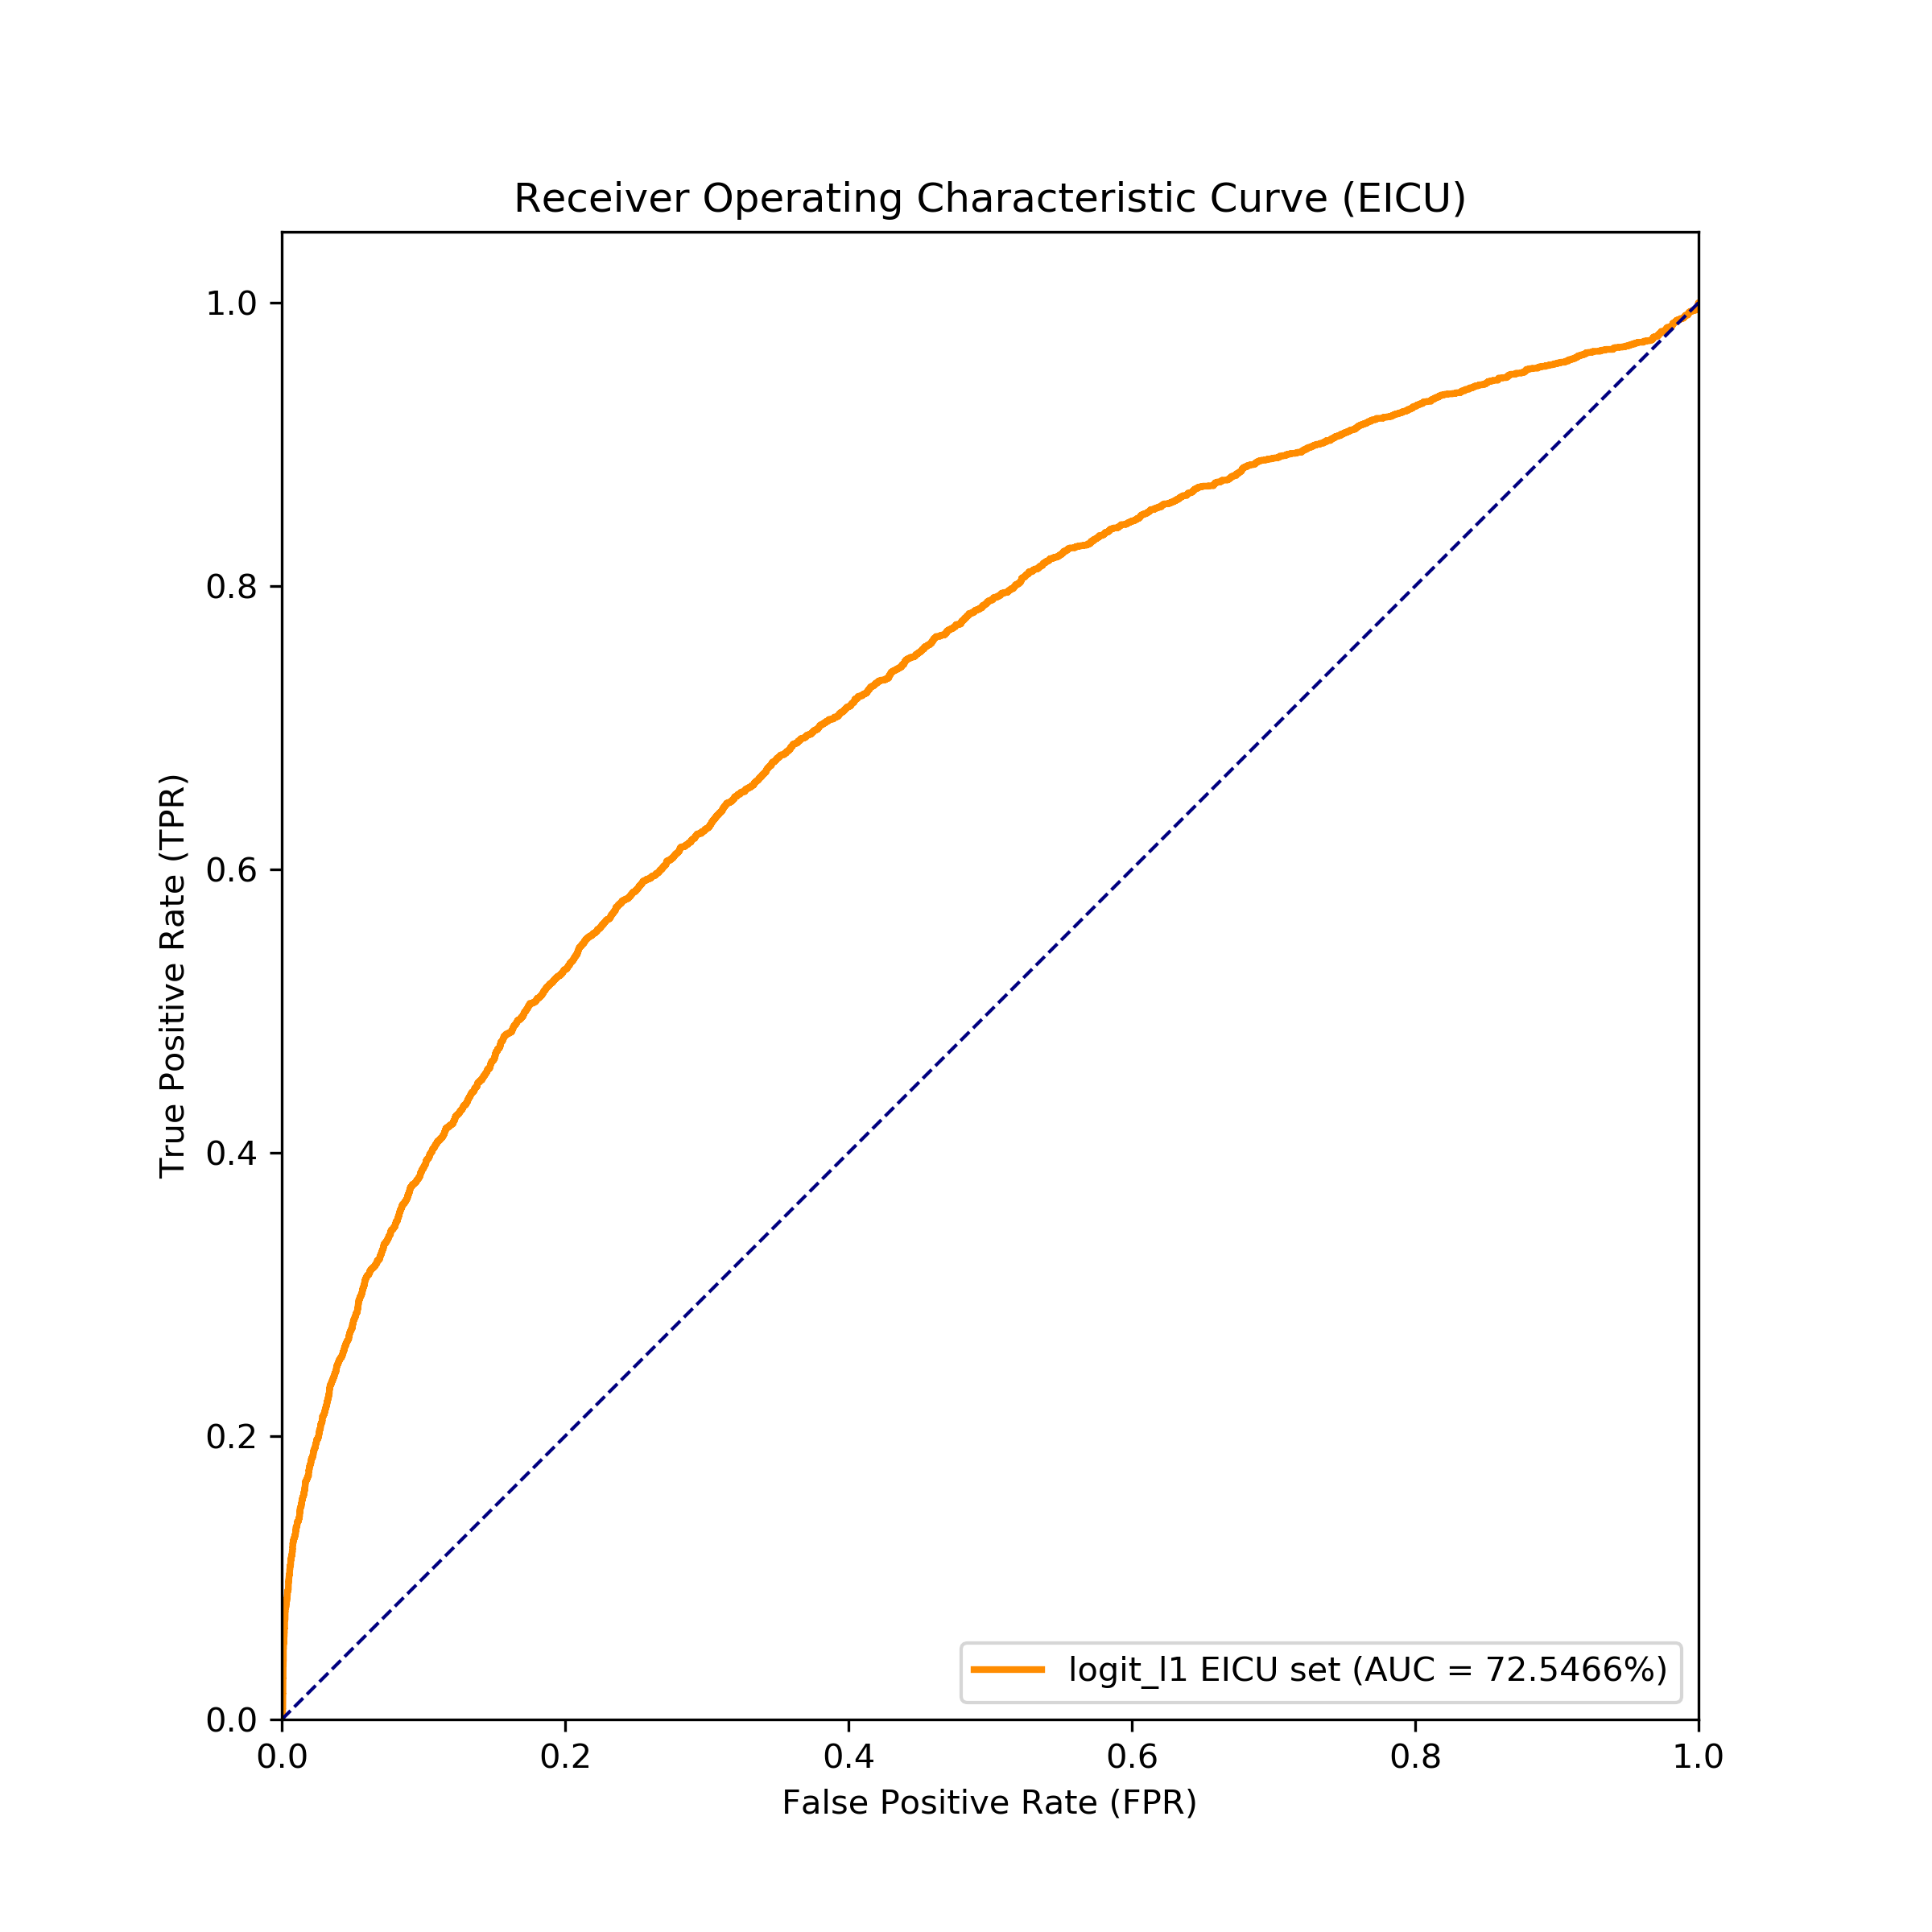 Receiver Operating Characteristic Curve (EICU)
1.0
0.8
0.6
0.4
0.2
0.0
True Positive Rate (TPR)
logit_l1 EICU set (AUC = 72.5466%)
0.0 0.2 0.4 0.6 0.8 1.0
False Positive Rate (FPR)